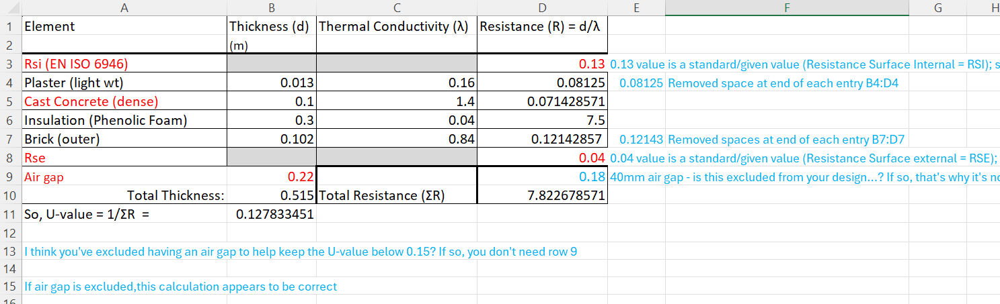 A B C D E F G H
1 Element Thickness (d) Thermal Conductivity (λ) Resistance (R) = d/λ
2 (m)
3 Rsi (EN ISO 6946) 0.13 0.13 value is a standard/given value (Resistance Surface Internal = RSI); s
4 Plaster (light wt) 0.013 0.16 0.08125 0.08125 Removed space at end of each entry B4:D4
5 Cast Concrete (dense) 0.1 1.4 0.071428571
6 Insulation (Phenolic Foam) 0.3 0.04 7.5
7 Brick (outer) 0.102 0.84 0.12142857 0.12143 Removed spaces at end of each entry B7:D7
8 Rse 0.04 0.04 value is a standard/given value (Resistance Surface external = RSE);
9 Air gap 0.22 0.18 40mm air gap - is this excluded from your design...? If so, that's why it's no
10 Total Thickness: 0.515 Total Resistance (ΣR) 7.822678571
11 So, U-value = 1/ΣR = 0.127833451
12
13 I think you've excluded having an air gap to help keep the U-value below 0.15? If so, you don't need row 9
14
15 If air gap is excluded,this calculation appears to be correct
16